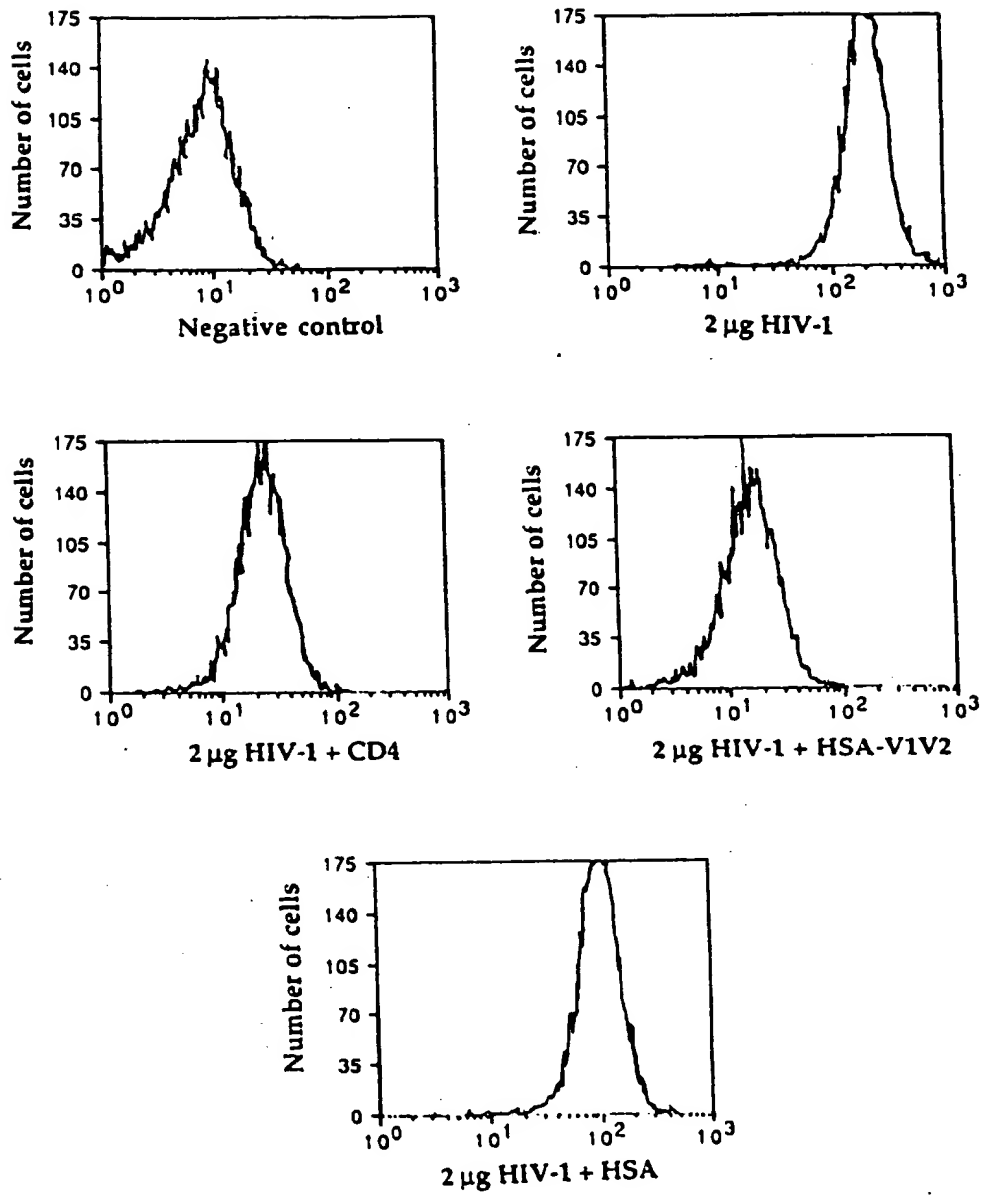 175
140
105
70
35
0
Number of cells
10⁰ 10¹ 10² 10³
Negative control
175
140
105
70
35
0
Number of cells
10⁰ 10¹ 10² 10³
2 μg HIV-1
175
140
105
70
35
0
Number of cells
10⁰ 10¹ 10² 10³
2 μg HIV-1 + CD4
175
140
105
70
35
0
Number of cells
10⁰ 10¹ 10² 10³
2 μg HIV-1 + HSA-V1V2
175
140
105
70
35
0
Number of cells
10⁰ 10¹ 10² 10³
2 μg HIV-1 + HSA